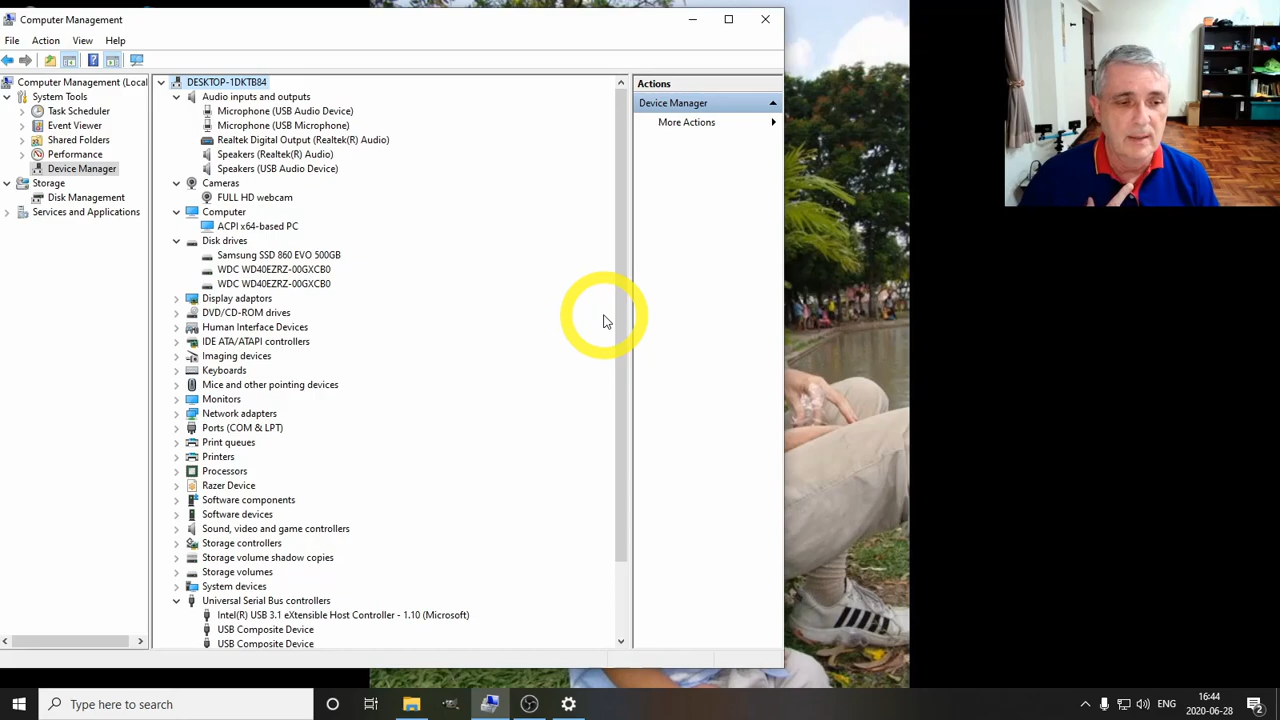 Computer Management
File Action View Help
Computer Management (Local
System Tools
Task Scheduler
Event Viewer
Shared Folders
Performance
Device Manager
Storage
Disk Management
Services and Applications
DESKTOP-1DKTB84
Audio inputs and outputs
Microphone (USB Audio Device)
Microphone (USB Microphone)
Realtek Digital Output (Realtek(R) Audio)
Speakers (Realtek(R) Audio)
Speakers (USB Audio Device)
Cameras
FULL HD webcam
Computer
ACPI x64-based PC
Disk drives
Samsung SSD 860 EVO 500GB
WDC WD40EZRZ-00GXCB0
WDC WD40EZRZ-00GXCB0
Display adaptors
DVD/CD-ROM drives
Human Interface Devices
IDE ATA/ATAPI controllers
Imaging devices
Keyboards
Mice and other pointing devices
Monitors
Network adapters
Ports (COM & LPT)
Print queues
Printers
Processors
Razer Device
Software components
Software devices
Sound, video and game controllers
Storage controllers
Storage volume shadow copies
Storage volumes
System devices
Universal Serial Bus controllers
Intel(R) USB 3.1 eXtensible Host Controller - 1.10 (Microsoft)
USB Composite Device
USB Composite Device
Actions
Device Manager
More Actions
Type here to search
ENG
16:44
2020-06-28
2